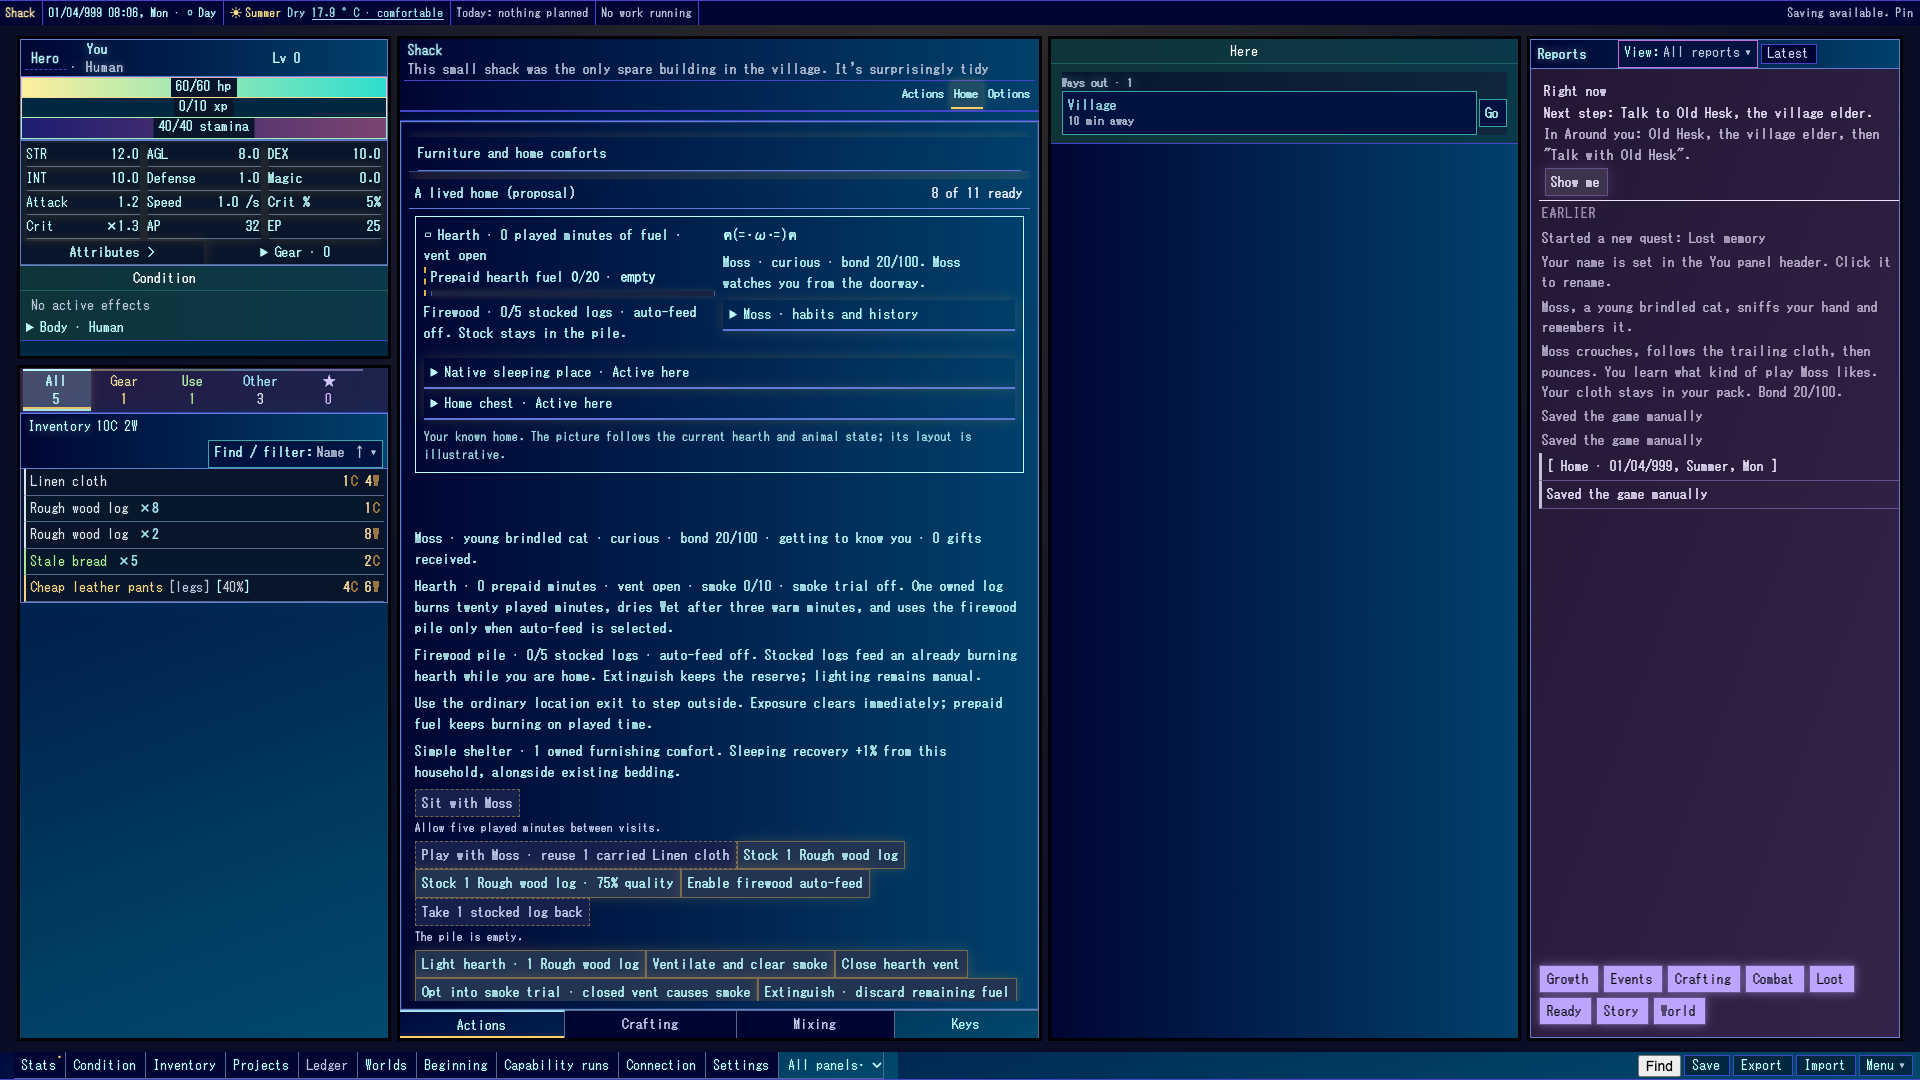 Shack
01/04/999 08:06, Mon · ☼ Day
☀ Summer Dry 17.9 ° C · comfortable
Today: nothing planned
No work running
Saving available. Pin
Hero · You
Human
Lv 0
60/60 hp
0/10 xp
40/40 stamina
STR 12.0 AGL 8.0 DEX 10.0
INT 10.0 Defense 1.0 Magic 0.0
Attack 1.2 Speed 1.0 /s Crit % 5%
Crit ×1.3 AP 32 EP 25
Attributes >
▶ Gear · 0
Condition
No active effects
▶ Body · Human
All Gear Use Other ★
5 1 1 3 0
Inventory 10C 2W
Find / filter: Name ↑ ▾
Linen cloth 1C 4W
Rough wood log ×8 1C
Rough wood log ×2 8W
Stale bread ×5 2C
Cheap leather pants [legs] [40%] 4C 6W
Shack
This small shack was the only spare building in the village. It's surprisingly tidy
Actions Home Options
Furniture and home comforts
A lived home (proposal) 8 of 11 ready
▫ Hearth · 0 played minutes of fuel ·
vent open
Prepaid hearth fuel 0/20 · empty
Firewood · 0/5 stocked logs · auto-feed
off. Stock stays in the pile.
ฅ(=·ω·=)ฅ
Moss · curious · bond 20/100. Moss
watches you from the doorway.
▶ Moss · habits and history
▶ Native sleeping place · Active here
▶ Home chest · Active here
Your known home. The picture follows the current hearth and animal state; its layout is
illustrative.
Moss · young brindled cat · curious · bond 20/100 · getting to know you · 0 gifts
received.
Hearth · 0 prepaid minutes · vent open · smoke 0/10 · smoke trial off. One owned log
burns twenty played minutes, dries Wet after three warm minutes, and uses the firewood
pile only when auto-feed is selected.
Firewood pile · 0/5 stocked logs · auto-feed off. Stocked logs feed an already burning
hearth while you are home. Extinguish keeps the reserve; lighting remains manual.
Use the ordinary location exit to step outside. Exposure clears immediately; prepaid
fuel keeps burning on played time.
Simple shelter · 1 owned furnishing comfort. Sleeping recovery +1% from this
household, alongside existing bedding.
Sit with Moss
Allow five played minutes between visits.
Play with Moss · reuse 1 carried Linen cloth
Stock 1 Rough wood log
Stock 1 Rough wood log · 75% quality
Enable firewood auto-feed
Take 1 stocked log back
The pile is empty.
Light hearth · 1 Rough wood log
Ventilate and clear smoke
Close hearth vent
Opt into smoke trial · closed vent causes smoke
Extinguish · discard remaining fuel
Actions Crafting Mixing Keys
Here
Ways out · 1
Village
10 min away
Go
Reports
View: All reports ▾
Latest
Right now
Next step: Talk to Old Hesk, the village elder.
In Around you: Old Hesk, the village elder, then
"Talk with Old Hesk".
Show me
EARLIER
Started a new quest: Lost memory
Your name is set in the You panel header. Click it
to rename.
Moss, a young brindled cat, sniffs your hand and
remembers it.
Moss crouches, follows the trailing cloth, then
pounces. You learn what kind of play Moss likes.
Your cloth stays in your pack. Bond 20/100.
Saved the game manually
Saved the game manually
[ Home · 01/04/999, Summer, Mon ]
Saved the game manually
Growth Events Crafting Combat Loot
Ready Story World
Stats Condition Inventory Projects Ledger Worlds Beginning Capability runs Connection Settings All panels·
Find Save Export Import Menu ▾